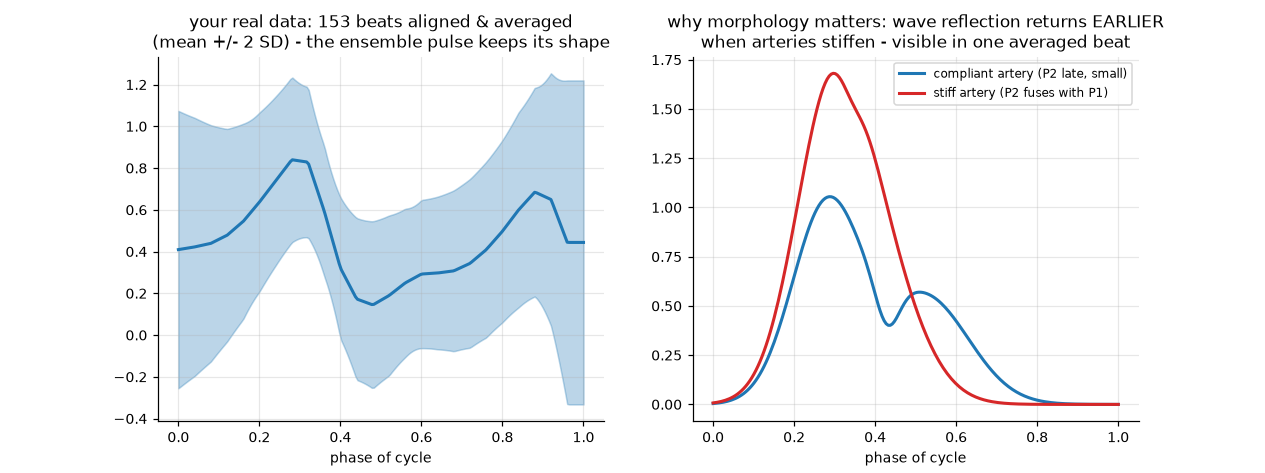 your real data: 153 beats aligned & averaged
(mean +/- 2 SD) - the ensemble pulse keeps its shape
1.2
1.0
0.8
0.6
0.4
0.2
0.0
−0.2
−0.4
0.0 0.2 0.4 0.6 0.8 1.0
phase of cycle
why morphology matters: wave reflection returns EARLIER
when arteries stiffen - visible in one averaged beat
compliant artery (P2 late, small)
stiff artery (P2 fuses with P1)
1.75
1.50
1.25
1.00
0.75
0.50
0.25
0.00
0.0 0.2 0.4 0.6 0.8 1.0
phase of cycle